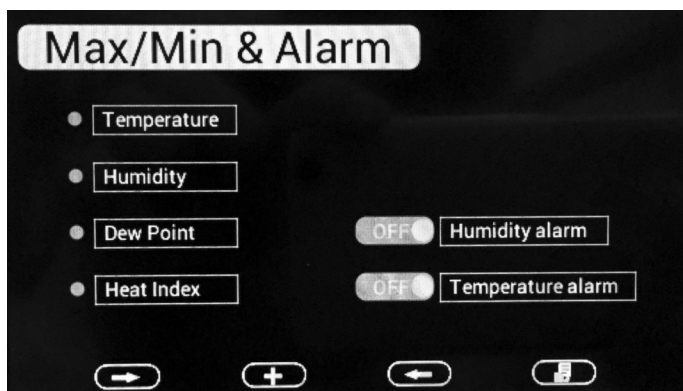 Max/Min & Alarm
Temperature
Humidity
Dew Point
OFF Humidity alarm
Heat Index
OFF Temperature alarm